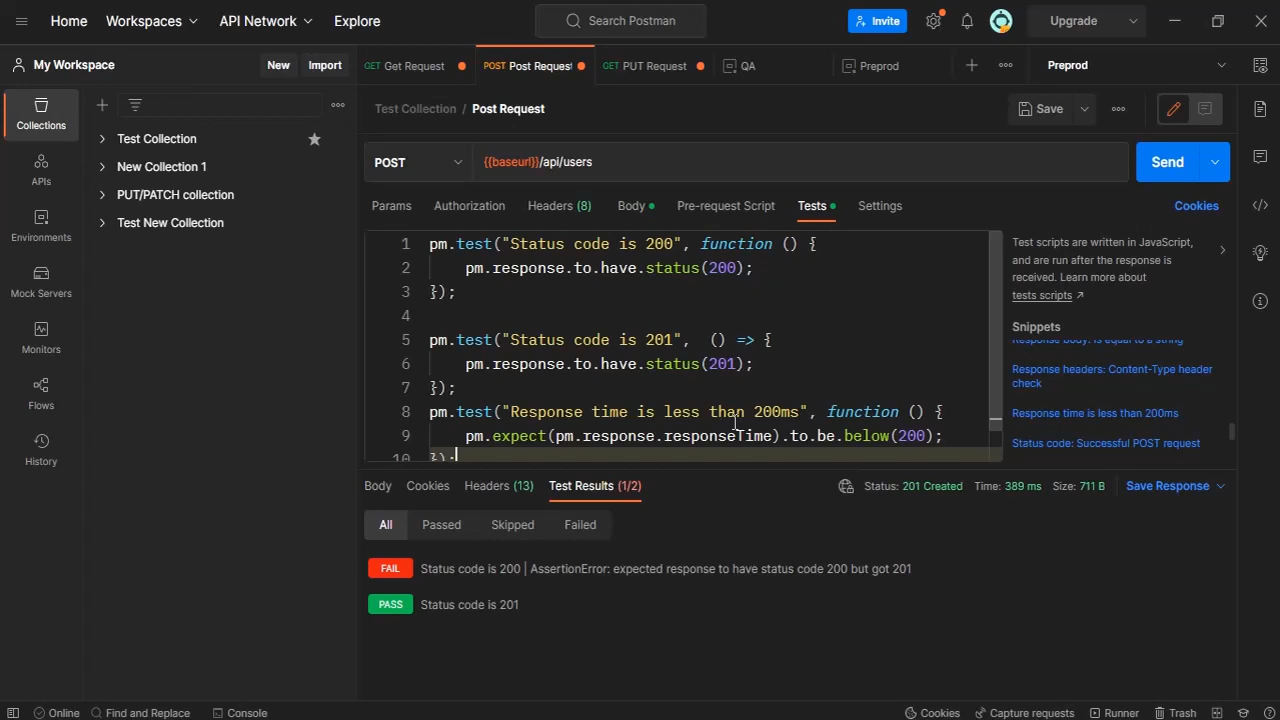 Home Workspaces API Network Explore Search Postman Invite Upgrade
My Workspace New Import GET Get Request POST Post Request GET PUT Request QA Preprod Preprod
Collections
APIs
Environments
Mock Servers
Monitors
Flows
History
Test Collection
New Collection 1
PUT/PATCH collection
Test New Collection
Test Collection / Post Request Save
POST {{baseurl}}/api/users Send
Params Authorization Headers (8) Body Pre-request Script Tests Settings Cookies
1 pm.test("Status code is 200", function () {
2 pm.response.to.have.status(200);
3 });
4
5 pm.test("Status code is 201", () => {
6 pm.response.to.have.status(201);
7 });
8 pm.test("Response time is less than 200ms", function () {
9 pm.expect(pm.response.responseTime).to.be.below(200);
10 });
Test scripts are written in JavaScript,
and are run after the response is
received. Learn more about
tests scripts
Snippets
Response body: Is equal to a string
Response headers: Content-Type header
check
Response time is less than 200ms
Status code: Successful POST request
Body Cookies Headers (13) Test Results (1/2) Status: 201 Created Time: 389 ms Size: 711 B Save Response
All Passed Skipped Failed
FAIL Status code is 200 | AssertionError: expected response to have status code 200 but got 201
PASS Status code is 201
Online Find and Replace Console Cookies Capture requests Runner Trash